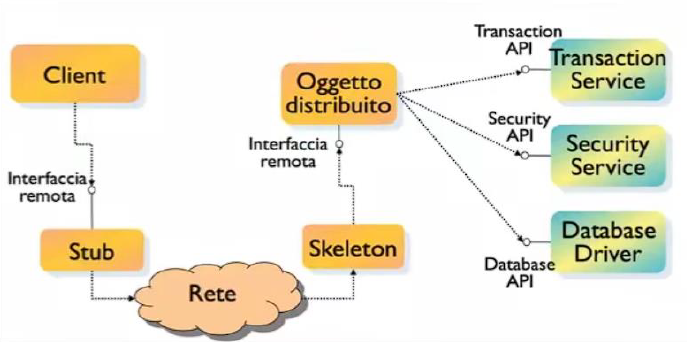 Client
Interfaccia
remota
Stub
Rete
Skeleton
Interfaccia
remota
Oggetto
distribuito
Transaction
API
Transaction
Service
Security
API
Security
Service
Database
API
Database
Driver